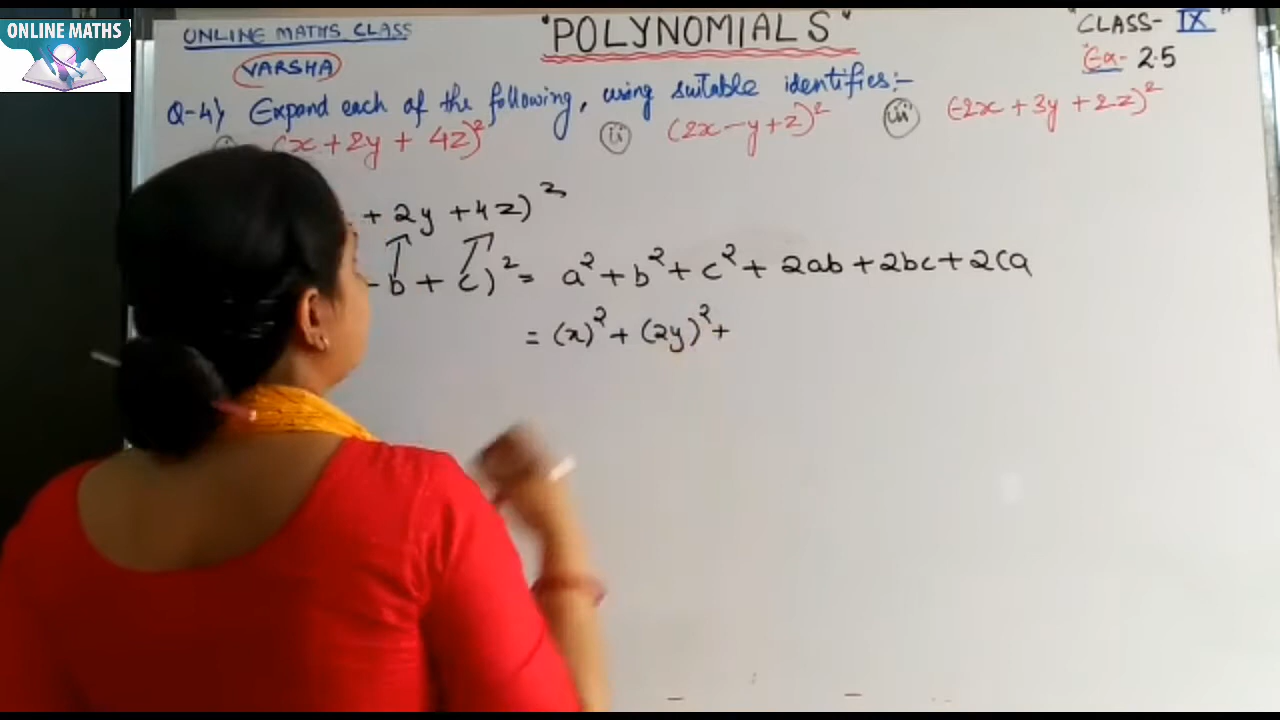 ONLINE MATHS
ONLINE MATHS CLASS
"POLYNOMIALS"
"CLASS- IX"
VARSHA
Ex- 2.5
Q-4) Expand each of the following, using suitable identifies:-
(x + 2y + 4z)²
(ii) (2x - y + z)²
(iii) (-2x + 3y + 2z)²
+ 2y + 4z)²
b + c)² = a² + b² + c² + 2ab + 2bc + 2ca
= (x)² + (2y)² +